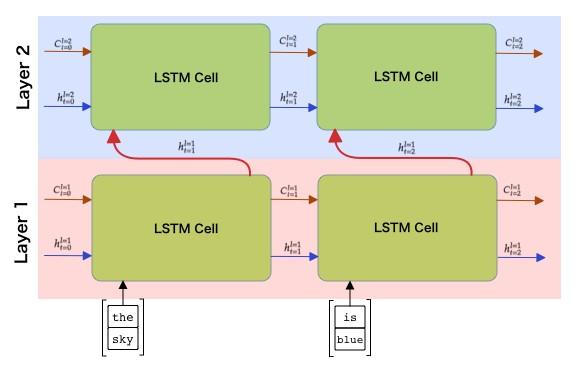 Layer 2
C_{t=0}^{l=2}
LSTM Cell
C_{t=1}^{l=2}
LSTM Cell
C_{t=2}^{l=2}
h_{t=0}^{l=2}
h_{t=1}^{l=2}
h_{t=2}^{l=2}
h_{t=1}^{l=1}
h_{t=2}^{l=1}
Layer 1
C_{t=0}^{l=1}
LSTM Cell
C_{t=1}^{l=1}
LSTM Cell
C_{t=2}^{l=1}
h_{t=0}^{l=1}
h_{t=1}^{l=1}
h_{t=2}^{l=1}
the
sky
is
blue